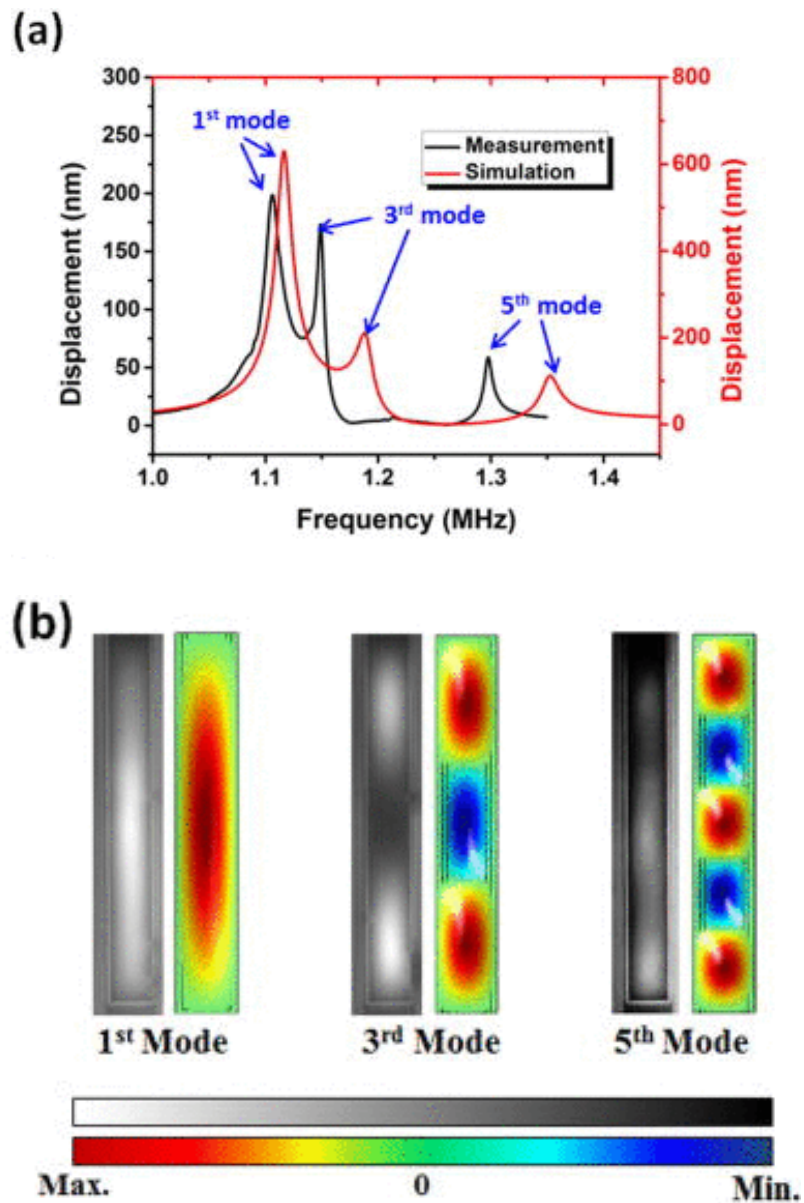 (a)
300
250
200
150
100
50
0
Displacement (nm)
800
600
400
200
0
Displacement (nm)
1st mode
3rd mode
5th mode
Measurement
Simulation
1.0 1.1 1.2 1.3 1.4
Frequency (MHz)
(b)
1st Mode 3rd Mode 5th Mode
Max. 0 Min.